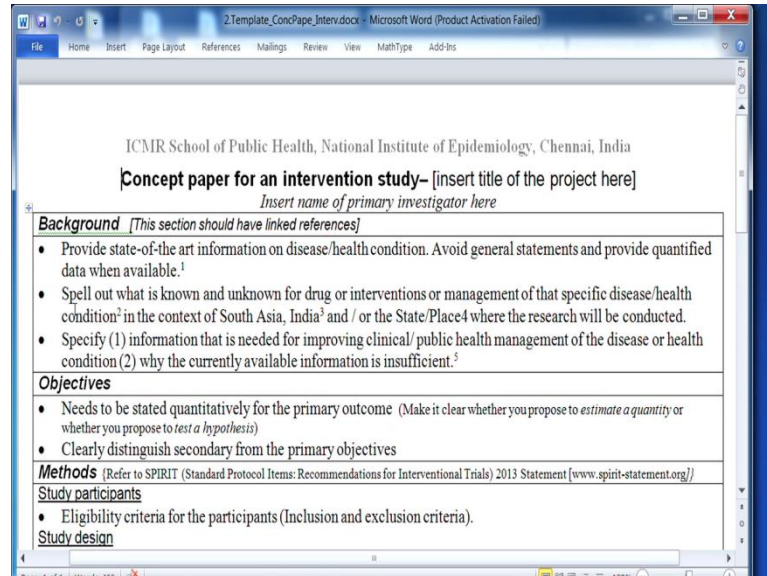 2.Template_ConcPape_Interv.docx - Microsoft Word (Product Activation Failed)
File Home Insert Page Layout References Mailings Review View MathType Add-Ins
ICMR School of Public Health, National Institute of Epidemiology, Chennai, India
Concept paper for an intervention study– [insert title of the project here]
Insert name of primary investigator here
Background [This section should have linked references]
• Provide state-of-the art information on disease/health condition. Avoid general statements and provide quantified
data when available.1
• Spell out what is known and unknown for drug or interventions or management of that specific disease/health
condition2 in the context of South Asia, India3 and / or the State/Place4 where the research will be conducted.
• Specify (1) information that is needed for improving clinical/ public health management of the disease or health
condition (2) why the currently available information is insufficient.5
Objectives
• Needs to be stated quantitatively for the primary outcome (Make it clear whether you propose to estimate a quantity or
whether you propose to test a hypothesis)
• Clearly distinguish secondary from the primary objectives
Methods {Refer to SPIRIT (Standard Protocol Items: Recommendations for Interventional Trials) 2013 Statement [www.spirit-statement.org]}
Study participants
• Eligibility criteria for the participants (Inclusion and exclusion criteria).
Study design